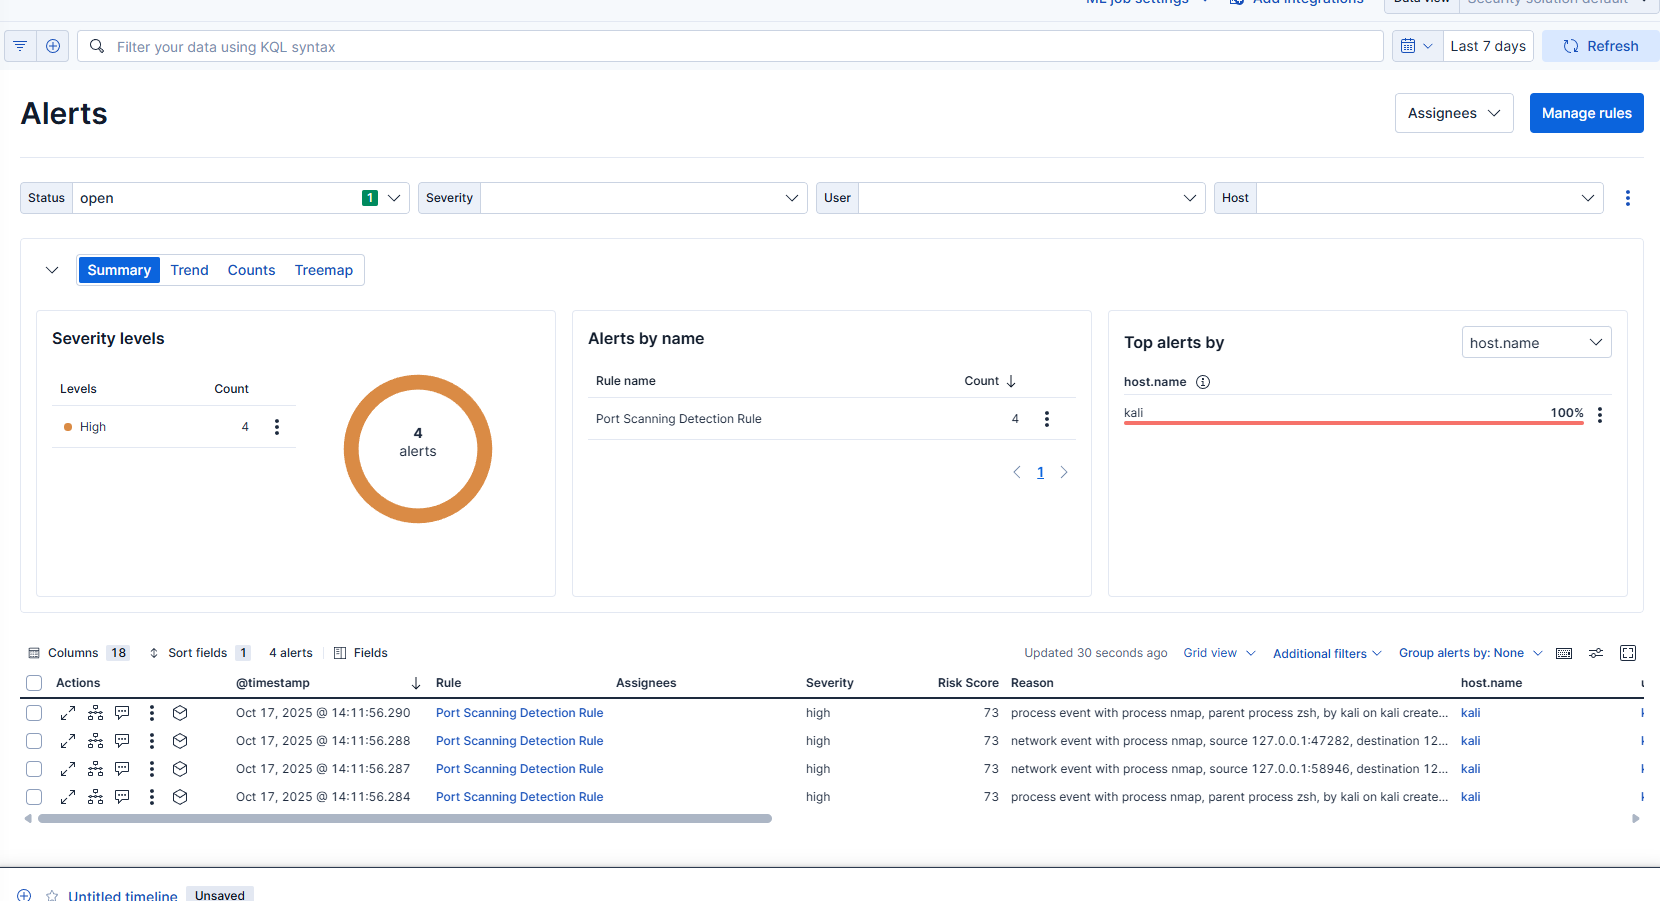 ML job settings Add integrations Data view Security solution default
Filter your data using KQL syntax Last 7 days Refresh
Alerts Assignees Manage rules
Status open 1 Severity User Host
Summary Trend Counts Treemap
Severity levels
Levels Count
High 4
4
alerts
Alerts by name
Rule name Count
Port Scanning Detection Rule 4
1
Top alerts by host.name
host.name
kali 100%
Columns 18 Sort fields 1 4 alerts Fields Updated 30 seconds ago Grid view Additional filters Group alerts by: None
Actions @timestamp Rule Assignees Severity Risk Score Reason host.name
Oct 17, 2025 @ 14:11:56.290 Port Scanning Detection Rule high 73 process event with process nmap, parent process zsh, by kali on kali create... kali
Oct 17, 2025 @ 14:11:56.288 Port Scanning Detection Rule high 73 network event with process nmap, source 127.0.0.1:47282, destination 12... kali
Oct 17, 2025 @ 14:11:56.287 Port Scanning Detection Rule high 73 network event with process nmap, source 127.0.0.1:58946, destination 12... kali
Oct 17, 2025 @ 14:11:56.284 Port Scanning Detection Rule high 73 process event with process nmap, parent process zsh, by kali on kali create... kali
Untitled timeline Unsaved